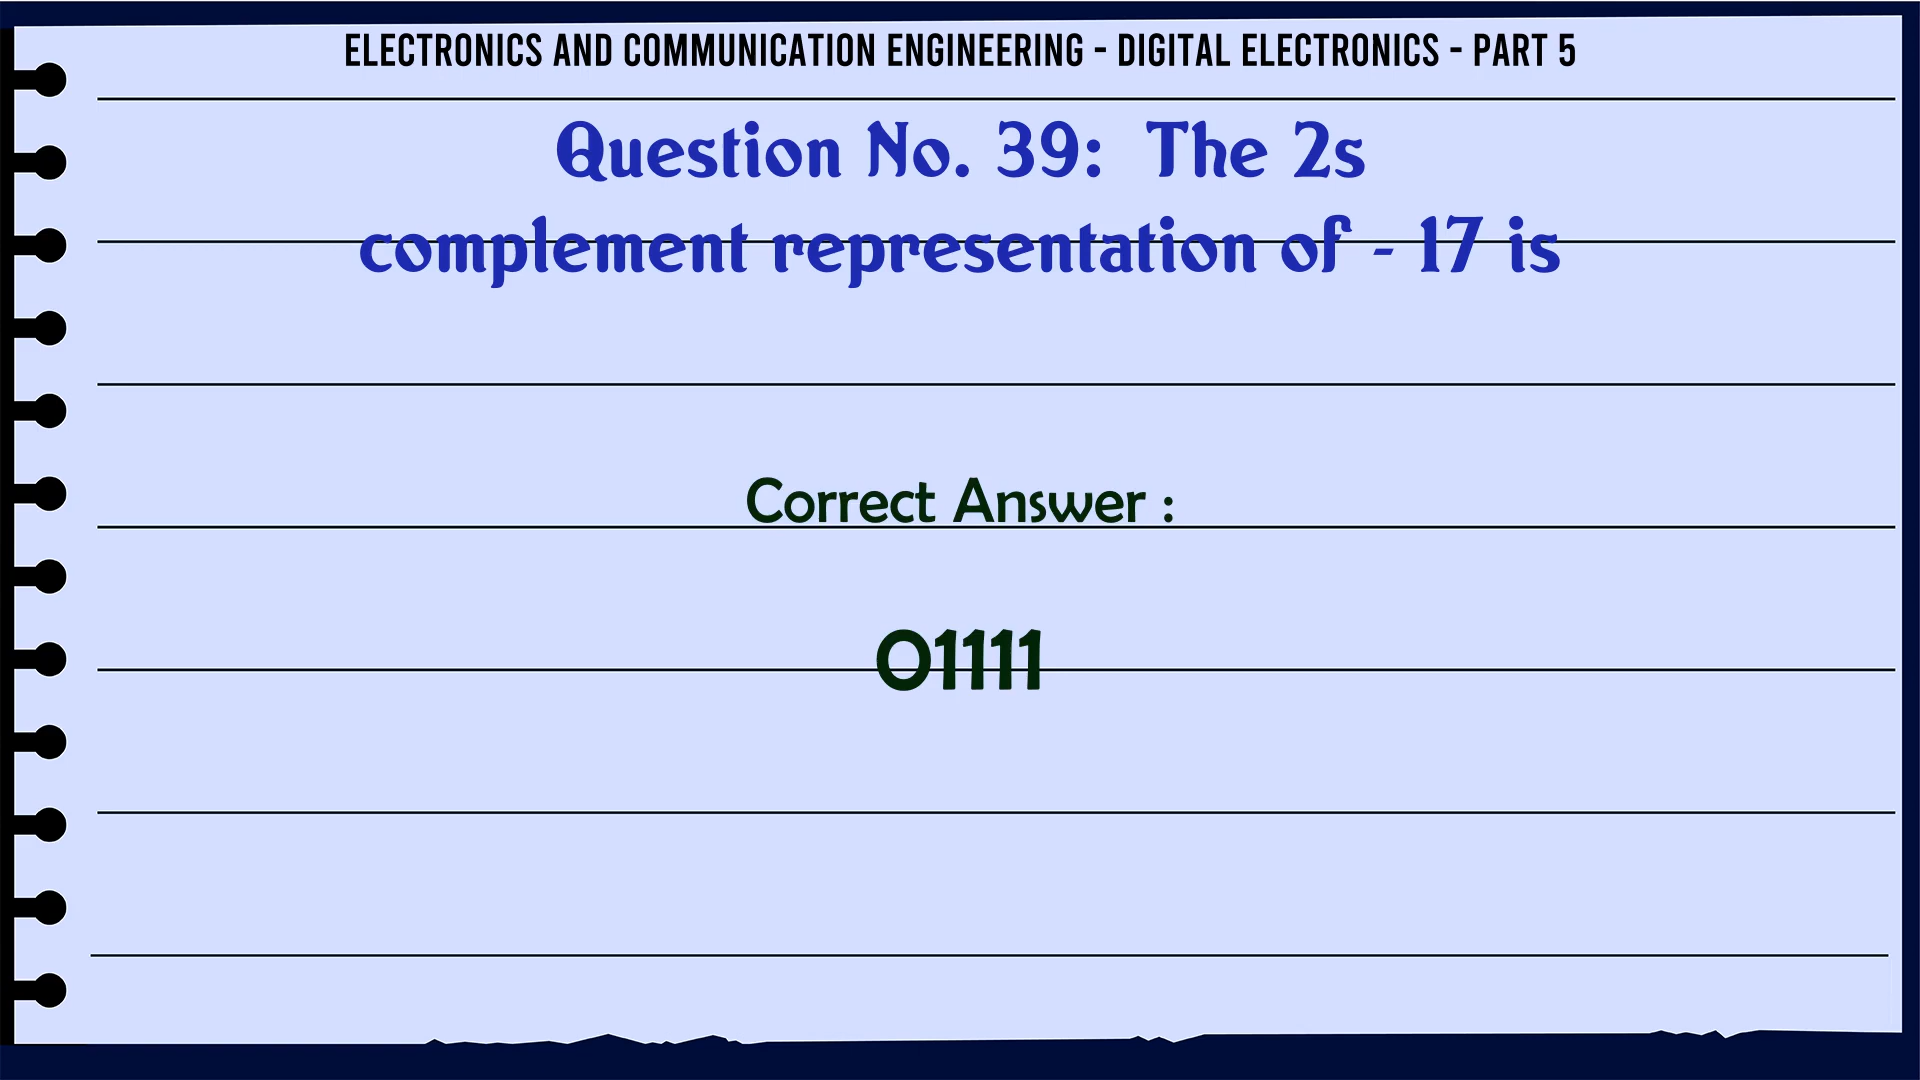 ELECTRONICS AND COMMUNICATION ENGINEERING - DIGITAL ELECTRONICS - PART 5
Question No. 39: The 2s
complement representation of - 17 is
Correct Answer :
01111